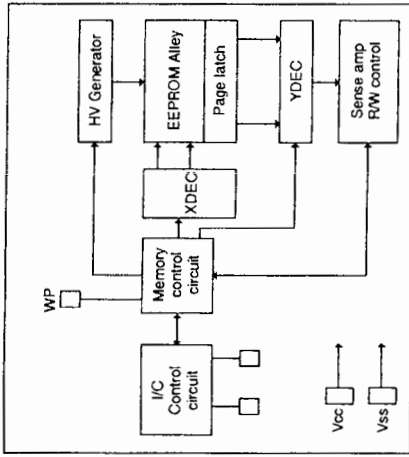 HV Generator
EEPROM Alley
Page latch
YDEC
Sense amp
R/W control
XDEC
WP
Memory
control
circuit
I/C
Control
circuit
Vcc
Vss